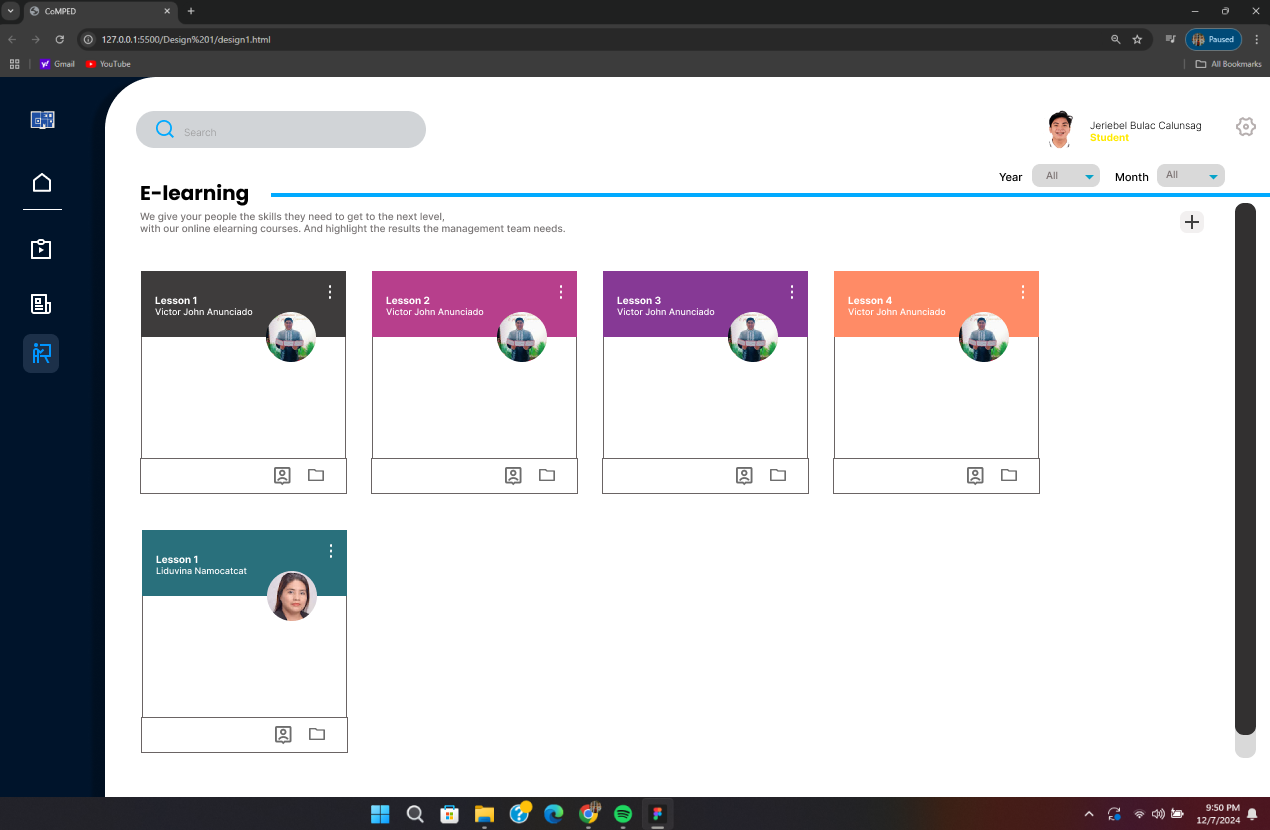 CoMPED
127.0.0.1:5500/Design%201/design1.html
Paused
Gmail
YouTube
All Bookmarks
Search
Jeriebel Bulac Calunsag
Student
Year
All
Month
All
E-learning
We give your people the skills they need to get to the next level,
with our online elearning courses. And highlight the results the management team needs.
Lesson 1
Victor John Anunciado
Lesson 2
Victor John Anunciado
Lesson 3
Victor John Anunciado
Lesson 4
Victor John Anunciado
Lesson 1
Liduvina Namocatcat
9:50 PM
12/7/2024